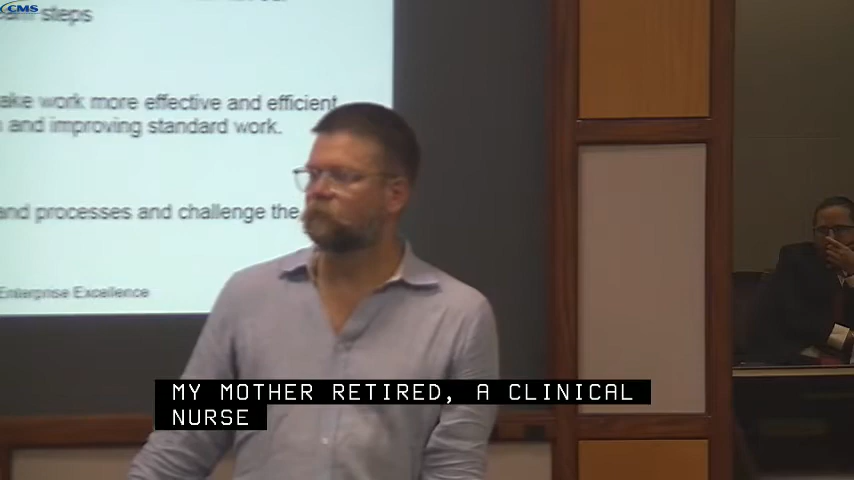 CMS
steps
ake work more effective and efficient
and improving standard work.
and processes and challenge the
Enterprise Excellence
MY MOTHER RETIRED, A CLINICAL
NURSE